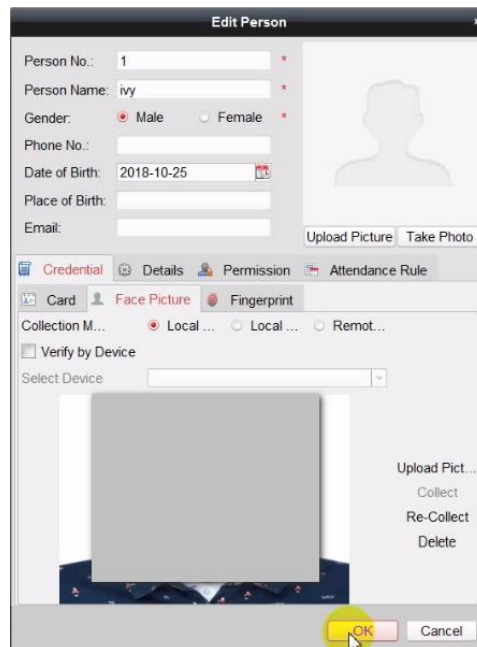 Edit Person
Person No.: 1 *
Person Name: ivy *
Gender: Male Female *
Phone No.:
Date of Birth: 2018-10-25
Place of Birth:
Email:
Upload Picture Take Photo
Credential Details Permission Attendance Rule
Card Face Picture Fingerprint
Collection M... Local ... Local ... Remot...
Verify by Device
Select Device
Upload Pict...
Collect
Re-Collect
Delete
OK Cancel